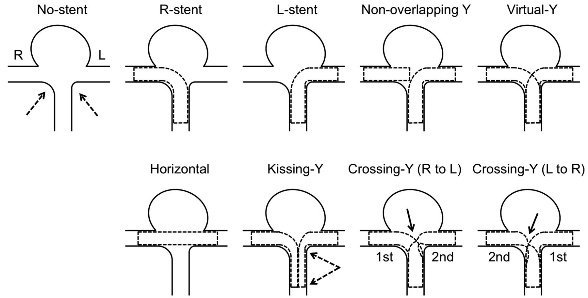 No-stent R-stent L-stent Non-overlapping Y Virtual-Y
R L
Horizontal Kissing-Y Crossing-Y (R to L) Crossing-Y (L to R)
1st 2nd 2nd 1st